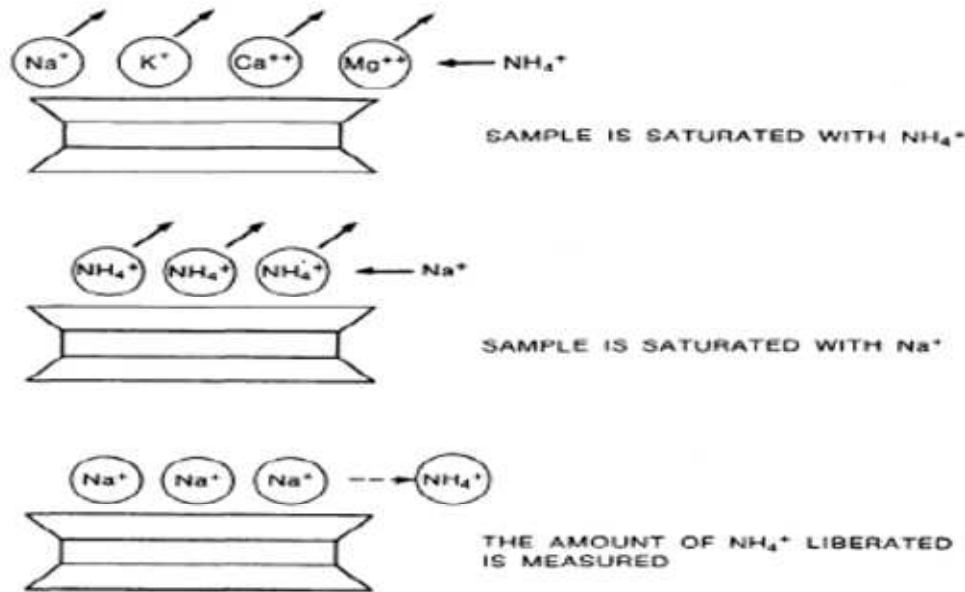 Na⁺ K⁺ Ca⁺⁺ Mg⁺⁺ NH₄⁺
SAMPLE IS SATURATED WITH NH₄⁺
NH₄⁺ NH₄⁺ NH₄⁺ Na⁺
SAMPLE IS SATURATED WITH Na⁺
Na⁺ Na⁺ Na⁺ NH₄⁺
THE AMOUNT OF NH₄⁺ LIBERATED
IS MEASURED